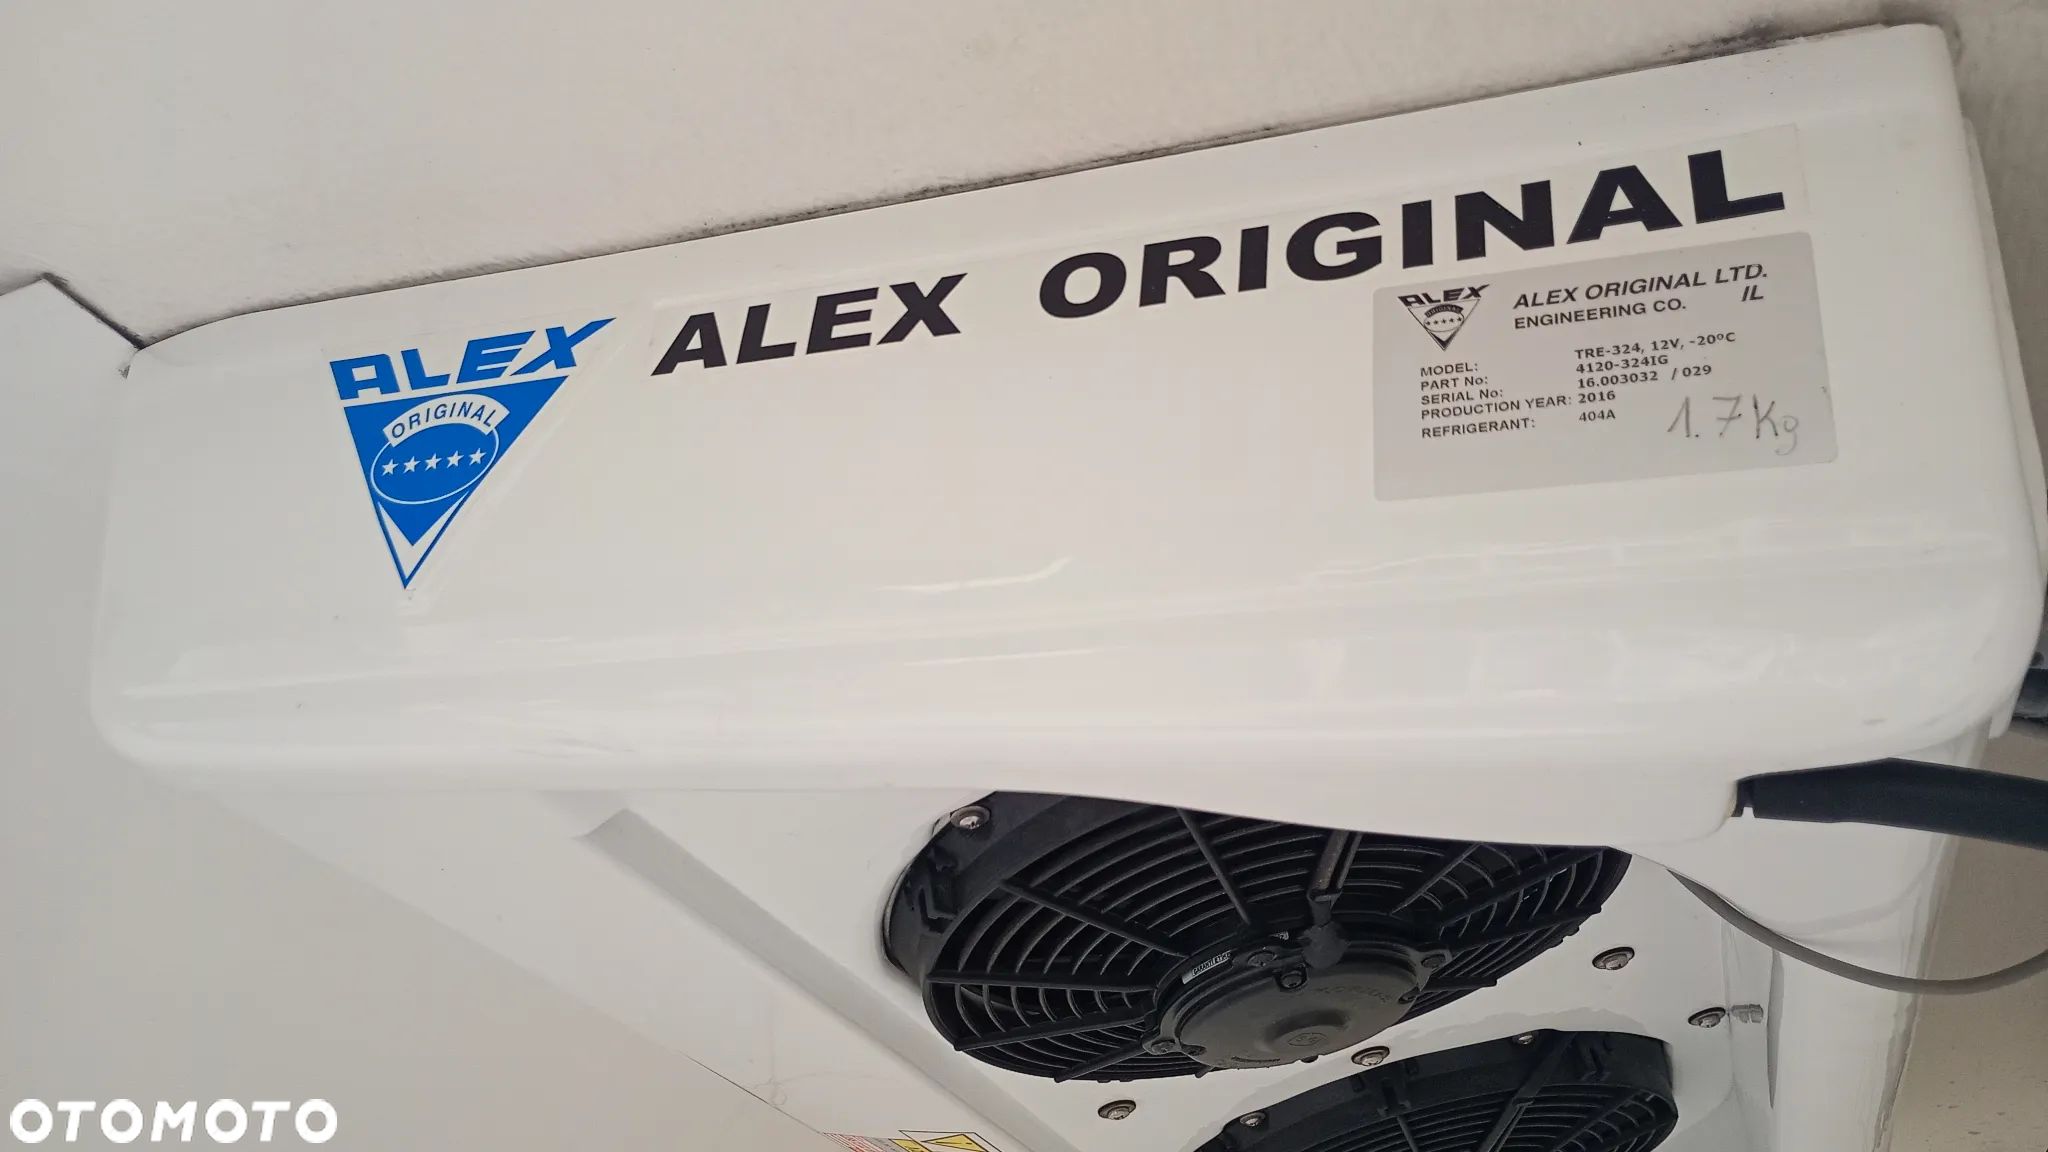 ALEX ORIGINAL
ALEX
ORIGINAL
ALEX
ORIGINAL
ALEX ORIGINAL LTD.
ENGINEERING CO. IL
MODEL: TRE-324, 12V, -20ºC
PART No: 4120-324IG
SERIAL No: 16.003032 / 029
PRODUCTION YEAR: 2016
REFRIGERANT: 404A
1.7Kg
OTOMOTO